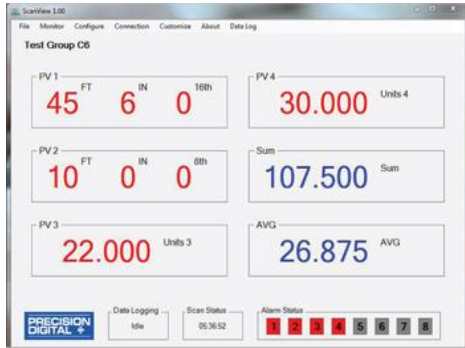 ScanView 1.00
File Monitor Configure Connection Customize About Data Log
Test Group C6
PV 1
45 FT 6 IN 0 16th
PV 4
30.000 Units 4
PV 2
10 FT 0 IN 0 8th
Sum
107.500 Sum
PV 3
22.000 Units 3
AVG
26.875 AVG
PRECISION
DIGITAL
Data Logging
Idle
Scan Status
05:36:52
Alarm Status
1 2 3 4 5 6 7 8